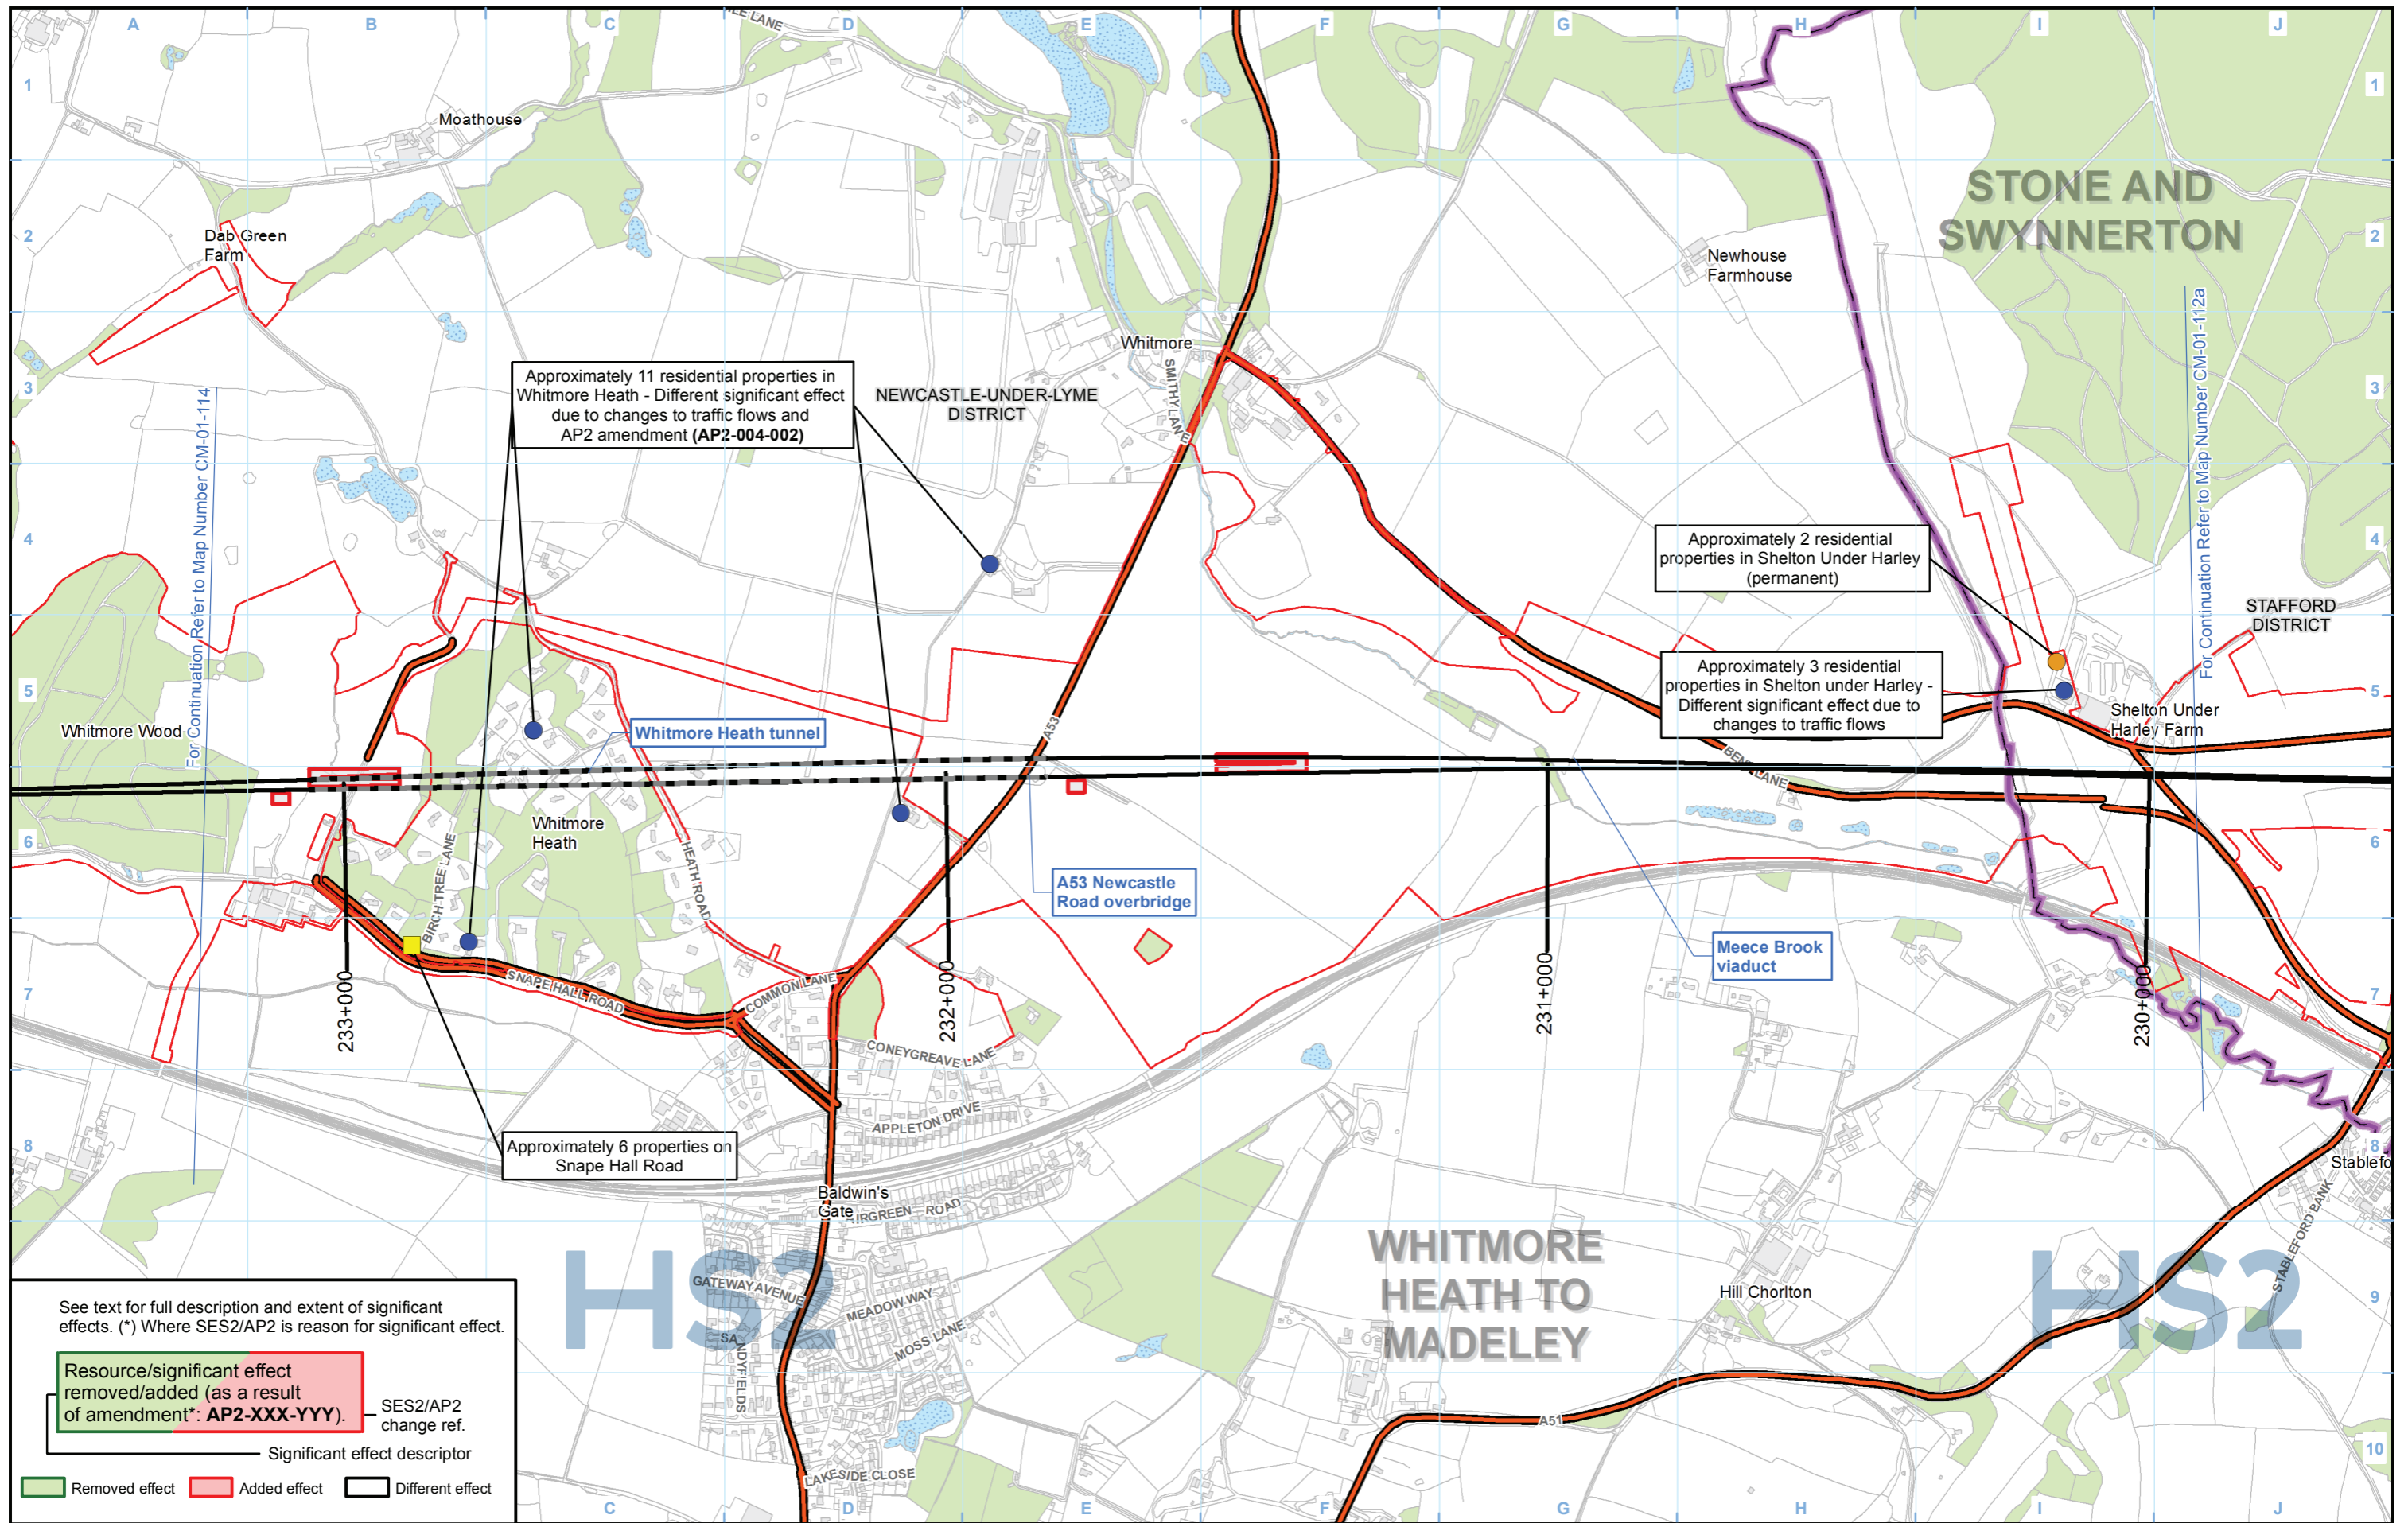 A
B
C
D
E
F
G
H
I
J
1
1
Moathouse
STONE AND
SWYNNERTON
2
2
Dab Green
Farm
Newhouse
Farmhouse
Whitmore
3
3
SMITHY LANE
Approximately 11 residential properties in
Whitmore Heath - Different significant effect
due to changes to traffic flows and
AP2 amendment (AP2-004-002)
NEWCASTLE-UNDER-LYME
DISTRICT
For Continuation Refer to Map Number CM-01-114
For Continuation Refer to Map Number CM-01-112a
4
4
Approximately 2 residential
properties in Shelton Under Harley
(permanent)
STAFFORD
DISTRICT
5
5
Approximately 3 residential
properties in Shelton under Harley -
Different significant effect due to
changes to traffic flows
Shelton Under
Harley Farm
Whitmore Wood
Whitmore Heath tunnel
A53
BENT LANE
Whitmore
Heath
6
6
BIRCH TREE LANE
HEATH ROAD
A53 Newcastle
Road overbridge
Meece Brook
viaduct
7
7
SNAPE HALL ROAD
COMMON LANE
233+000
232+000
231+000
230+000
CONEYGREAVE LANE
APPLETON DRIVE
8
8
Approximately 6 properties on
Snape Hall Road
Stablefo
Baldwin's
Gate
IRGREEN ROAD
STABLEFORD BANK
WHITMORE
HEATH TO
MADELEY
HS2
HS2
GATEWAY AVENUE
MEADOW WAY
MOSS LANE
SANDYFIELDS
Hill Chorlton
9
A51
10
LAKESIDE CLOSE
See text for full description and extent of significant
effects. (*) Where SES2/AP2 is reason for significant effect.
Resource/significant effect
removed/added (as a result
of amendment*: AP2-XXX-YYY).
SES2/AP2
change ref.
Significant effect descriptor
Removed effect
Added effect
Different effect
C
D
E
F
G
H
I
J